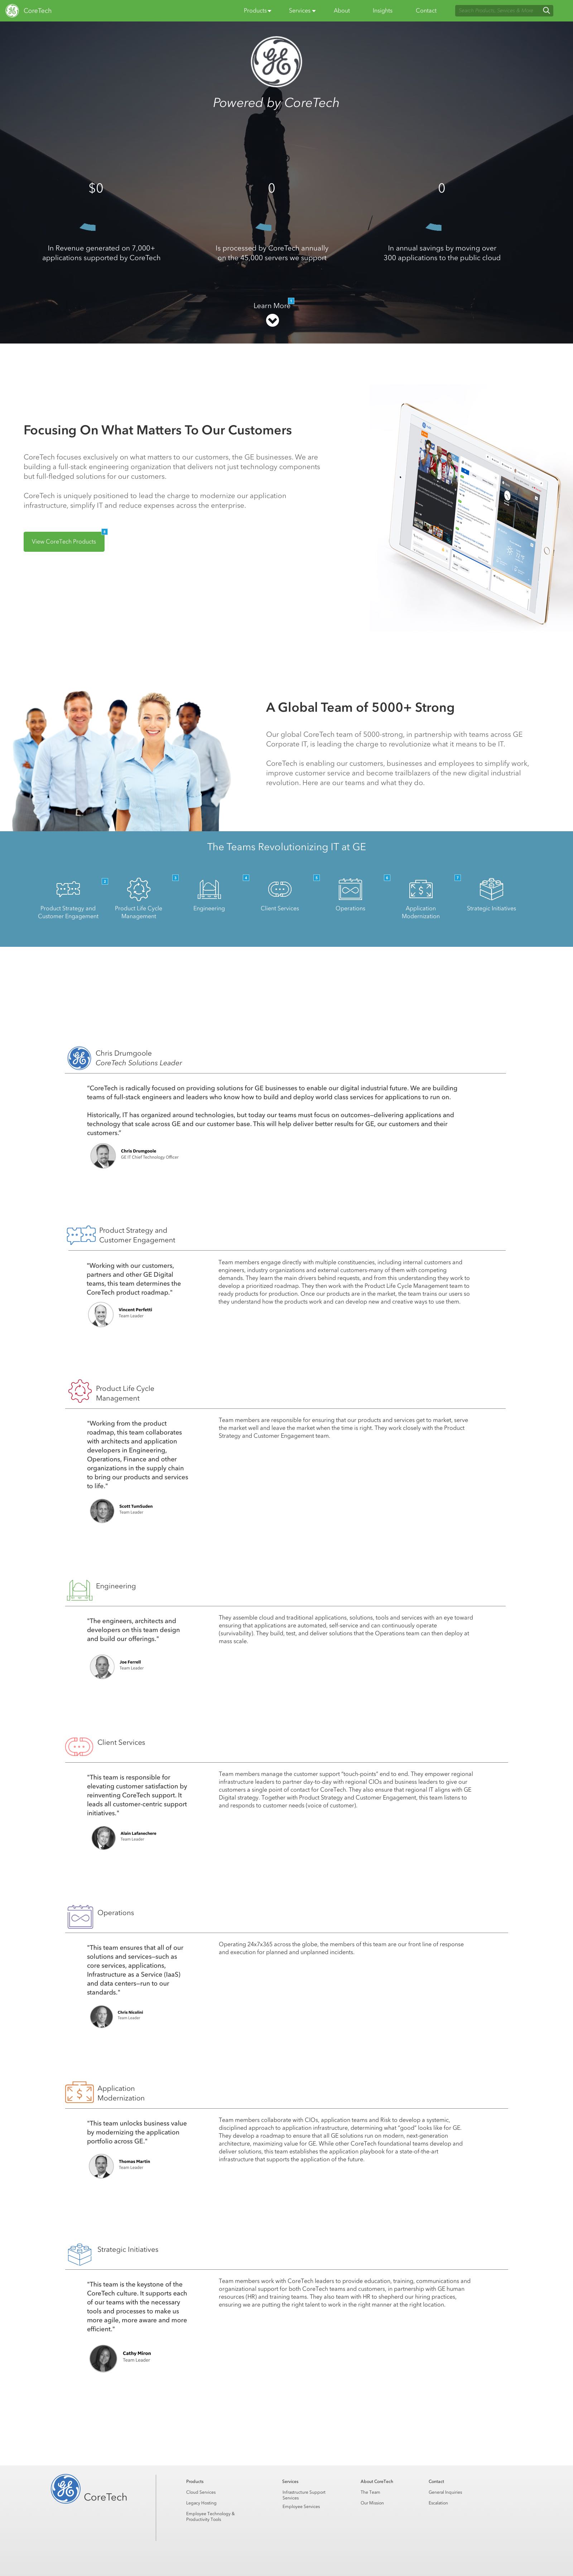 CoreTech
Products
Services
About
Insights
Contact
Search Products, Services & More
Powered by CoreTech
$0
0
0
In Revenue generated on 7,000+
applications supported by CoreTech
Is processed by CoreTech annually
on the 45,000 servers we support
In annual savings by moving over
300 applications to the public cloud
Learn More
Focusing On What Matters To Our Customers
CoreTech focuses exclusively on what matters to our customers, the GE businesses. We are
building a full-stack engineering organization that delivers not just technology components
but full-fledged solutions for our customers.
CoreTech is uniquely positioned to lead the charge to modernize our application
infrastructure, simplify IT and reduce expenses across the enterprise.
View CoreTech Products
A Global Team of 5000+ Strong
Our global CoreTech team of 5000-strong, in partnership with teams across GE
Corporate IT, is leading the charge to revolutionize what it means to be IT.
CoreTech is enabling our customers, businesses and employees to simplify work,
improve customer service and become trailblazers of the new digital industrial
revolution. Here are our teams and what they do.
The Teams Revolutionizing IT at GE
Product Strategy and
Customer Engagement
Product Life Cycle
Management
Engineering
Client Services
Operations
Application
Modernization
Strategic Initiatives
Chris Drumgoole
CoreTech Solutions Leader
"CoreTech is radically focused on providing solutions for GE businesses to enable our digital industrial future. We are building
teams of full-stack engineers and leaders who know how to build and deploy world class services for applications to run on.
Historically, IT has organized around technologies, but today our teams must focus on outcomes—delivering applications and
technology that scale across GE and our customer base. This will help deliver better results for GE, our customers and their
customers."
Chris Drumgoole
GE IT Chief Technology Officer
Product Strategy and
Customer Engagement
"Working with our customers,
partners and other GE Digital
teams, this team determines the
CoreTech product roadmap."
Vincent Perfetti
Team Leader
Team members engage directly with multiple constituencies, including internal customers and
engineers, industry organizations and external customers-many of them with competing
demands. They learn the main drivers behind requests, and from this understanding they work to
develop a prioritized roadmap. They then work with the Product Life Cycle Management team to
ready products for production. Once our products are in the market, the team trains our users so
they understand how the products work and can develop new and creative ways to use them.
Product Life Cycle
Management
"Working from the product
roadmap, this team collaborates
with architects and application
developers in Engineering,
Operations, Finance and other
organizations in the supply chain
to bring our products and services
to life."
Scott TumSuden
Team Leader
Team members are responsible for ensuring that our products and services get to market, serve
the market well and leave the market when the time is right. They work closely with the Product
Strategy and Customer Engagement team.
Engineering
"The engineers, architects and
developers on this team design
and build our offerings."
Joe Farrell
Team Leader
They assemble cloud and traditional applications, solutions, tools and services with an eye toward
ensuring that applications are automated, self-service and can continuously operate
(survivability). They build, test, and deliver solutions that the Operations team can then deploy at
mass scale.
Client Services
"This team is responsible for
elevating customer satisfaction by
reinventing CoreTech support. It
leads all customer-centric support
initiatives."
Alain Lafanechere
Team Leader
Team members manage the customer support "touch-points" end to end. They empower regional
infrastructure leaders to partner day-to-day with regional CIOs and business leaders to give our
customers a single point of contact for CoreTech. They also ensure that regional IT aligns with GE
Digital strategy. Together with Product Strategy and Customer Engagement, this team listens to
and responds to customer needs (voice of customer).
Operations
"This team ensures that all of our
solutions and services—such as
core services, applications,
Infrastructure as a Service (IaaS)
and data centers—run to our
standards."
Chris Nicolini
Team Leader
Operating 24x7x365 across the globe, the members of this team are our front line of response
and execution for planned and unplanned incidents.
Application
Modernization
"This team unlocks business value
by modernizing the application
portfolio across GE."
Thomas Martin
Team Leader
Team members collaborate with CIOs, application teams and Risk to develop a systemic,
disciplined approach to application infrastructure, determining what "good" looks like for GE.
They develop a roadmap to ensure that all GE solutions run on modern, next-generation
architecture, maximizing value for GE. While other CoreTech foundational teams develop and
deliver solutions, this team establishes the application playbook for a state-of-the-art
infrastructure that supports the application of the future.
Strategic Initiatives
"This team is the keystone of the
CoreTech culture. It supports each
of our teams with the necessary
tools and processes to make us
more agile, more aware and more
efficient."
Cathy Miron
Team Leader
Team members work with CoreTech leaders to provide education, training, communications and
organizational support for both CoreTech teams and customers, in partnership with GE human
resources (HR) and training teams. They also team with HR to shepherd our hiring practices,
ensuring we are putting the right talent to work in the right manner at the right location.
CoreTech
Products
Cloud Services
Legacy Hosting
Employee Technology &
Productivity Tools
Services
Infrastructure Support
Services
Employee Services
About CoreTech
The Team
Our Mission
Contact
General Inquiries
Escalation